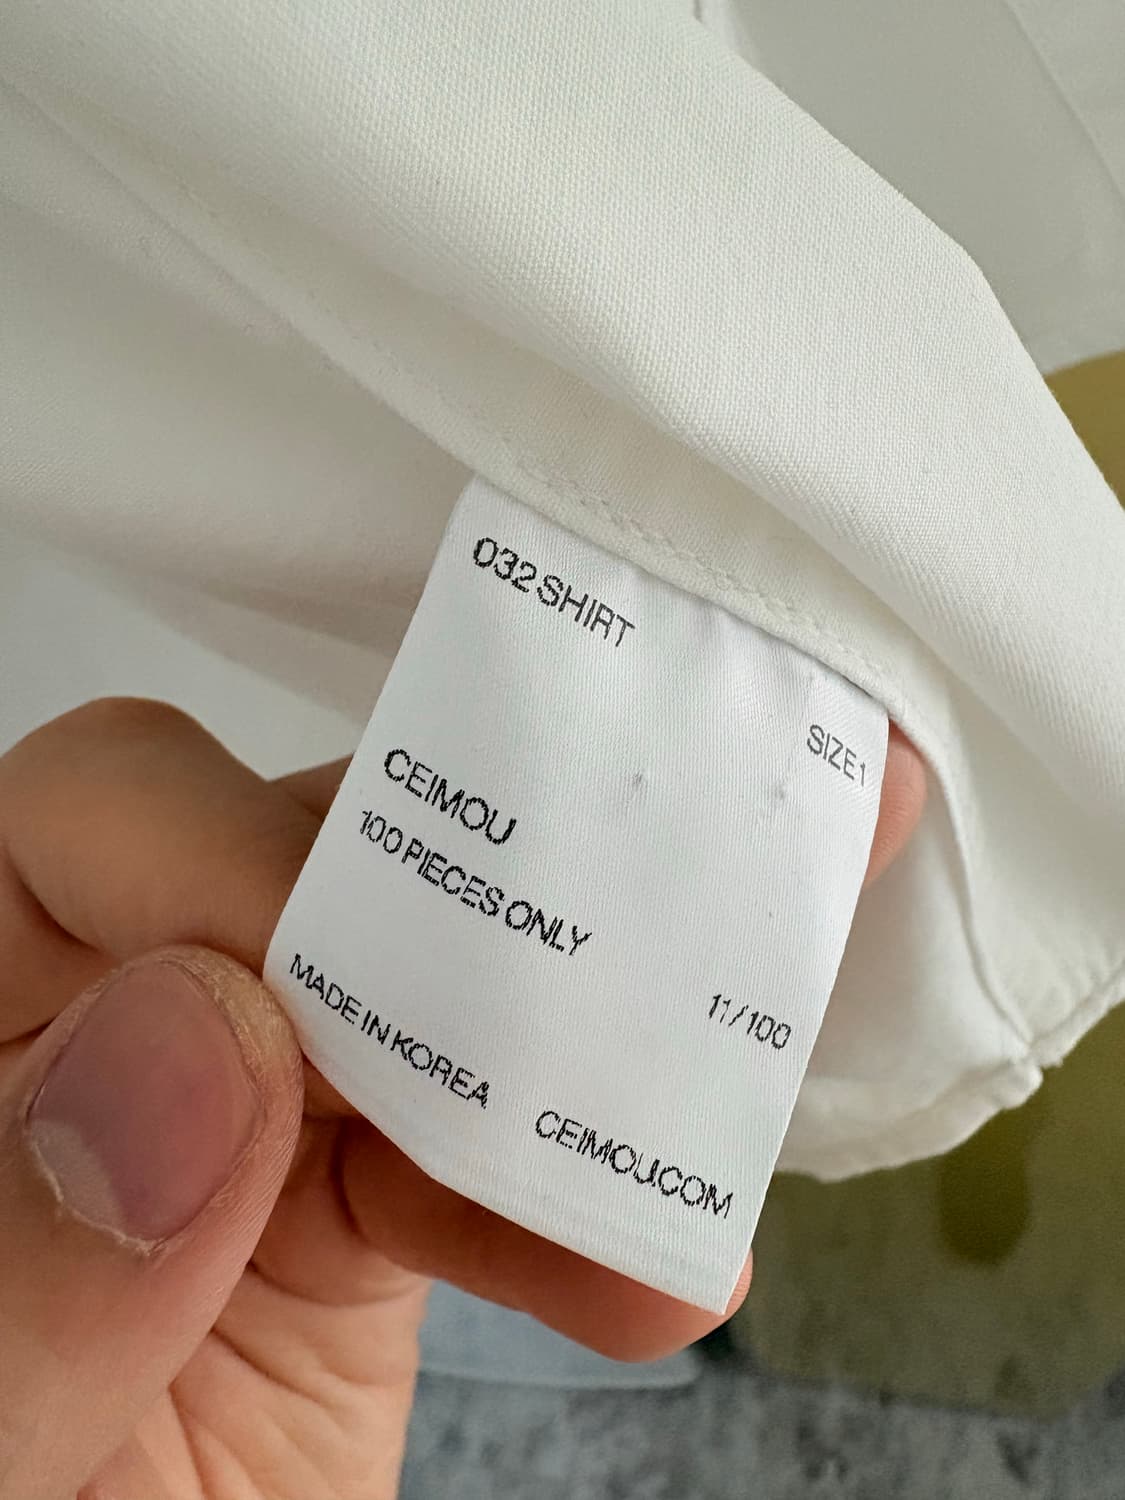 032 SHIRT
SIZE 1
CEIMOU
100 PIECES ONLY
11/100
MADE IN KOREA
CEIMOU.COM